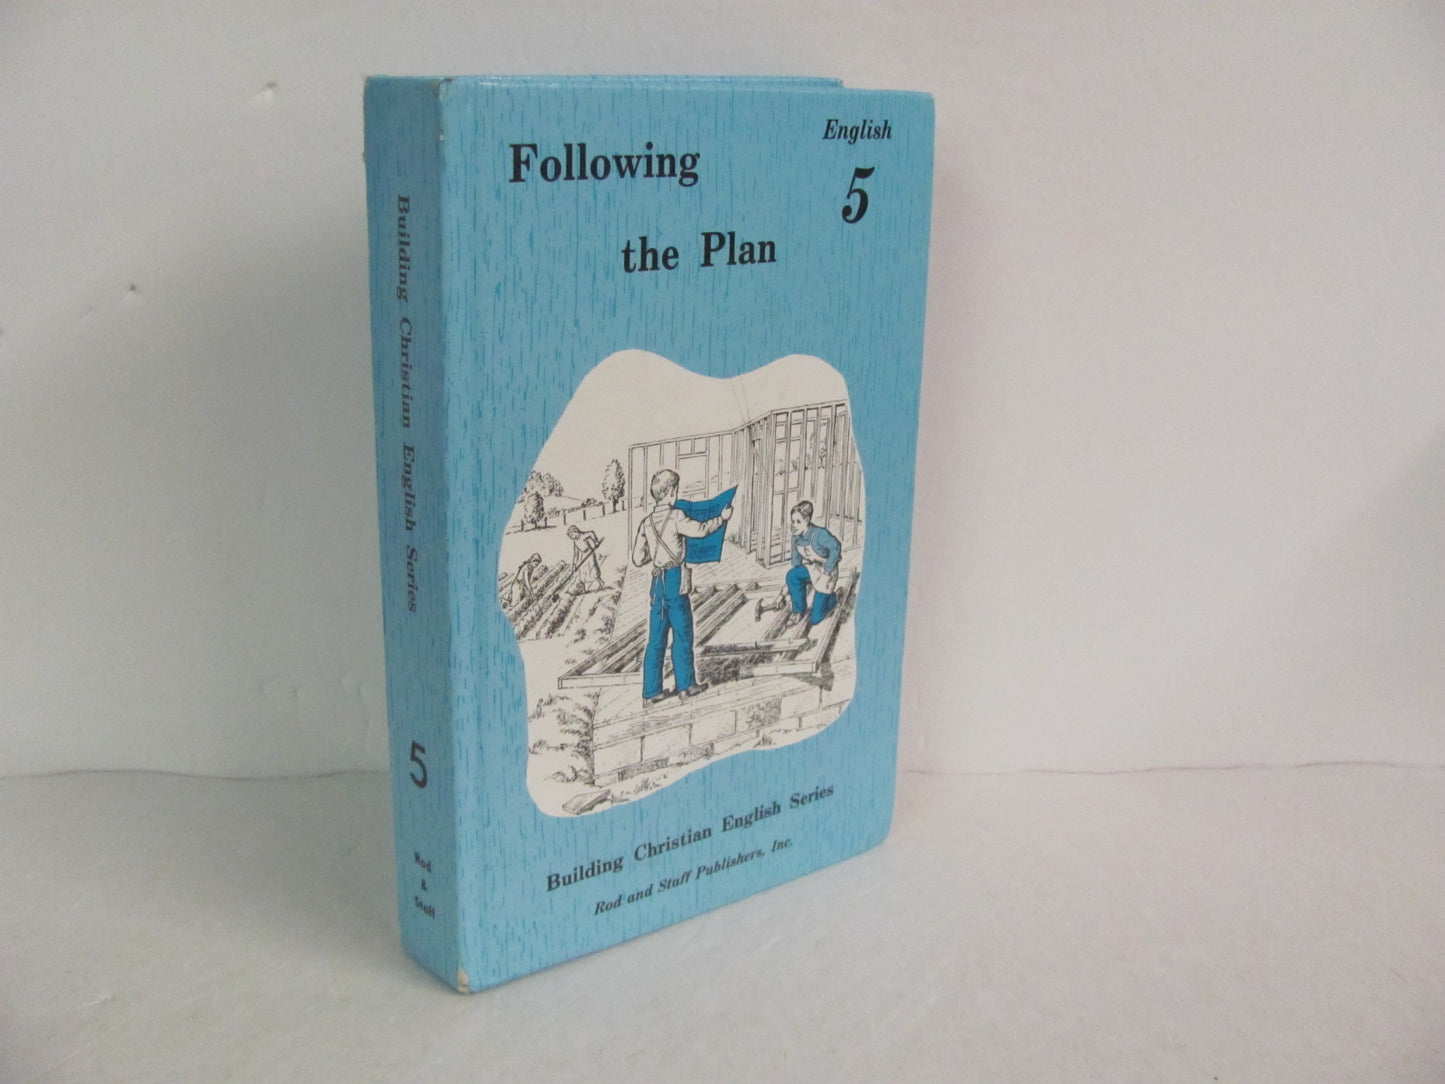 Building Christian English Series
5
Rod
&
Staff
English
5
Following
the Plan
Building Christian English Series
Rod and Staff Publishers, Inc.